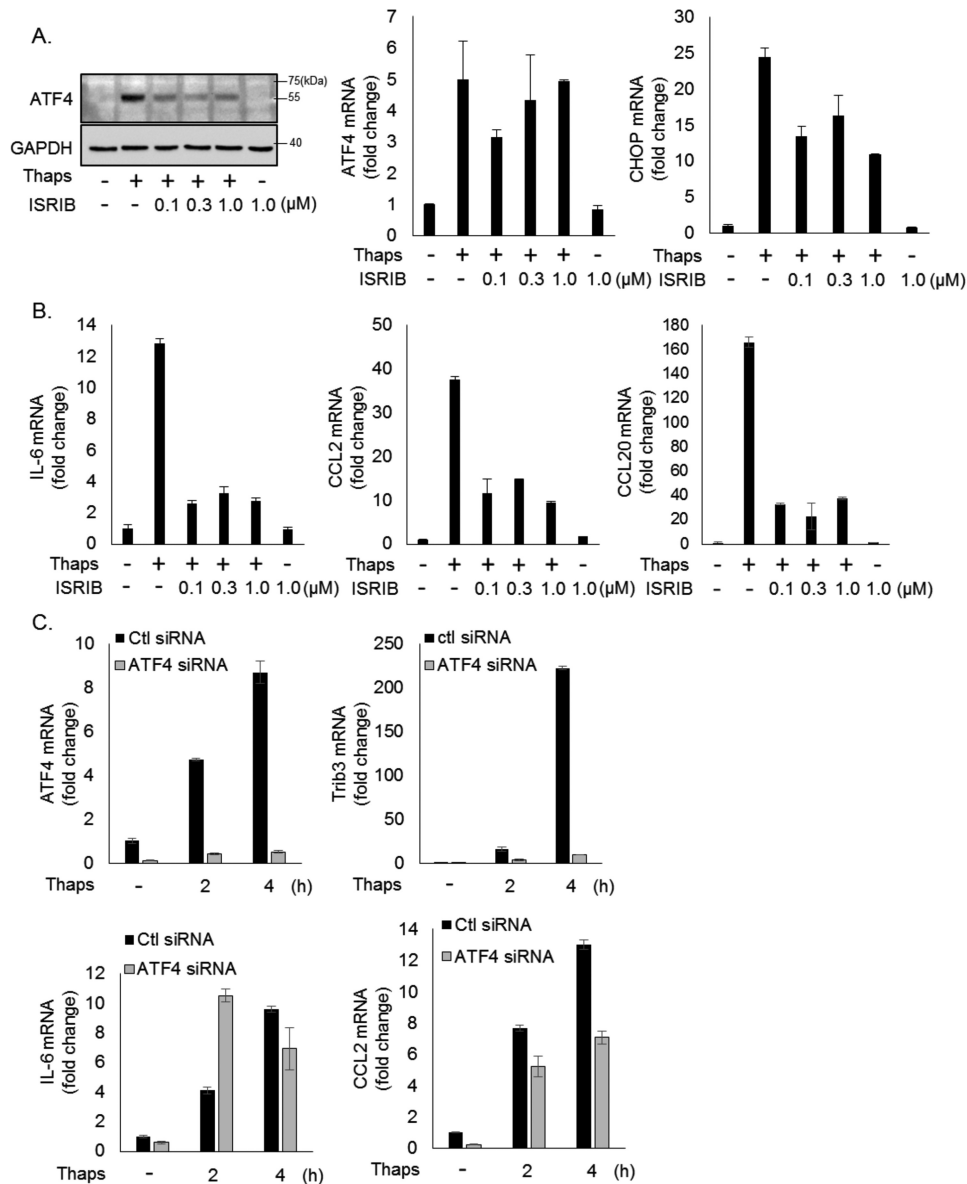 A.
ATF4
75(kDa)
55
GAPDH
40
Thaps - + + + + -
ISRIB - - 0.1 0.3 1.0 1.0 (µM)
ATF4 mRNA
(fold change)
7
6
5
4
3
2
1
0
Thaps - + + + + -
ISRIB - - 0.1 0.3 1.0 1.0 (µM)
CHOP mRNA
(fold change)
30
25
20
15
10
5
0
Thaps - + + + + -
ISRIB - - 0.1 0.3 1.0 1.0 (µM)
B.
IL-6 mRNA
(fold change)
14
12
10
8
6
4
2
0
Thaps - + + + + -
ISRIB - - 0.1 0.3 1.0 1.0 (µM)
CCL2 mRNA
(fold change)
50
40
30
20
10
0
Thaps - + + + + -
ISRIB - - 0.1 0.3 1.0 1.0 (µM)
CCL20 mRNA
(fold change)
180
160
140
120
100
80
60
40
20
0
Thaps - + + + + -
ISRIB - - 0.1 0.3 1.0 1.0 (µM)
C.
Ctl siRNA
ATF4 siRNA
ATF4 mRNA
(fold change)
10
8
6
4
2
0
Thaps - 2 4 (h)
ctl siRNA
ATF4 siRNA
Trib3 mRNA
(fold change)
250
200
150
100
50
0
Thaps - 2 4 (h)
Ctl siRNA
ATF4 siRNA
IL-6 mRNA
(fold change)
12
10
8
6
4
2
0
Thaps - 2 4 (h)
Ctl siRNA
ATF4 siRNA
CCL2 mRNA
(fold change)
14
12
10
8
6
4
2
0
Thaps - 2 4 (h)